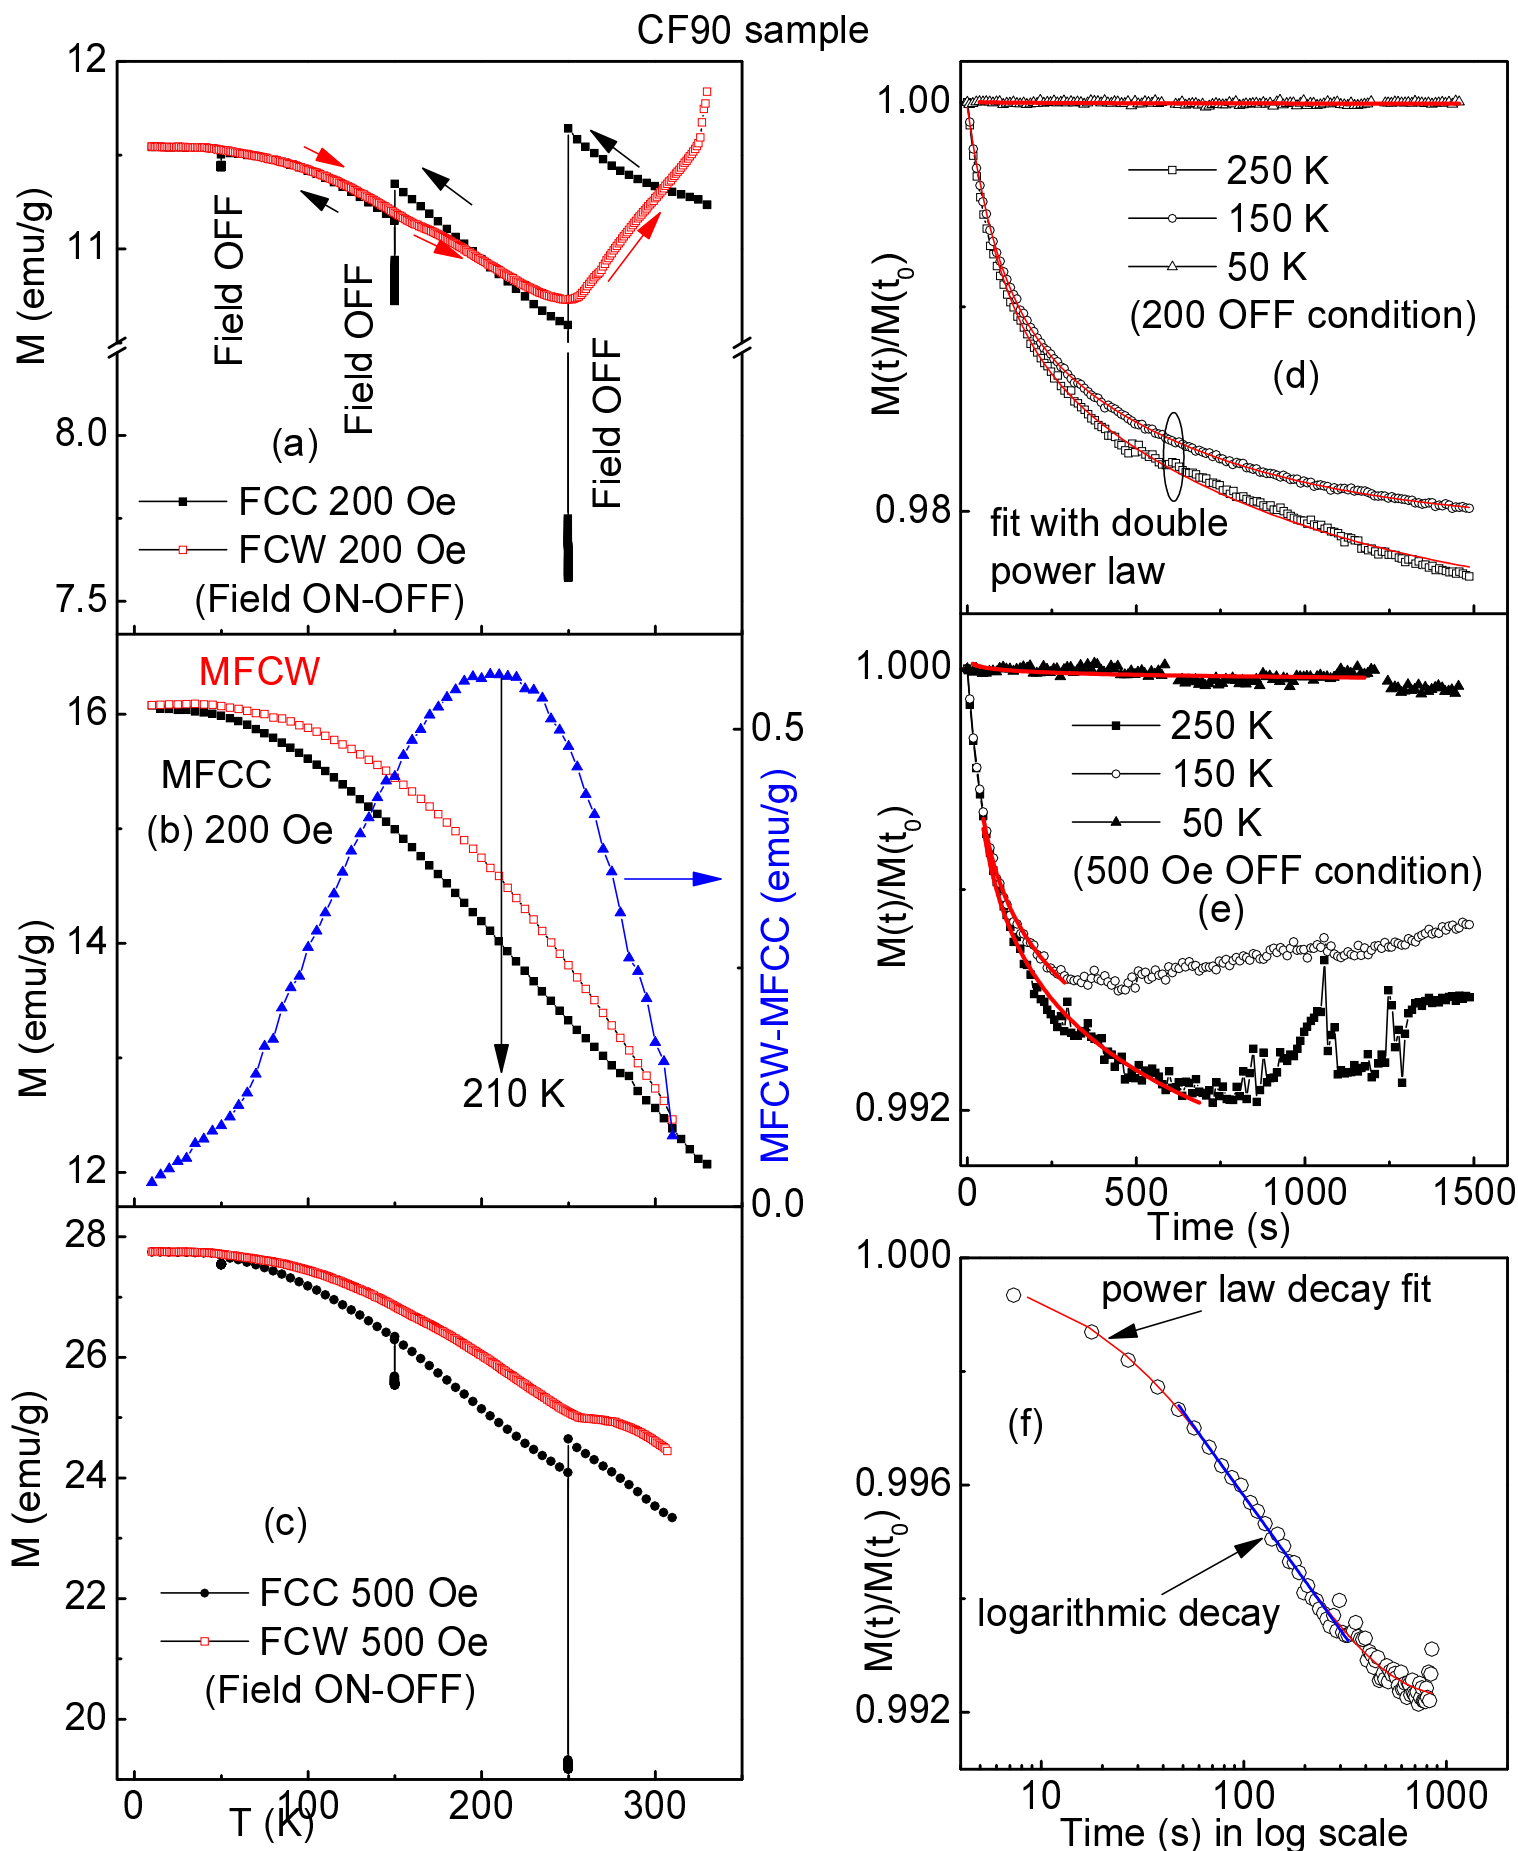 CF90 sample
12
11
8.0
7.5
M (emu/g)
Field OFF
Field OFF
Field OFF
(a)
FCC 200 Oe
FCW 200 Oe
(Field ON-OFF)
MFCW
MFCC
(b) 200 Oe
16
14
12
M (emu/g)
0.5
0.0
MFCW-MFCC (emu/g)
210 K
28
26
24
22
20
M (emu/g)
(c)
FCC 500 Oe
FCW 500 Oe
(Field ON-OFF)
0
100
200
300
T (K)
1.00
0.98
M(t)/M(t0)
250 K
150 K
50 K
(200 OFF condition)
(d)
fit with double
power law
1.000
0.992
M(t)/M(t0)
250 K
150 K
50 K
(500 Oe OFF condition)
(e)
0
500
1000
1500
Time (s)
1.000
0.996
0.992
M(t)/M(t0)
power law decay fit
(f)
logarithmic decay
10
100
1000
Time (s) in log scale